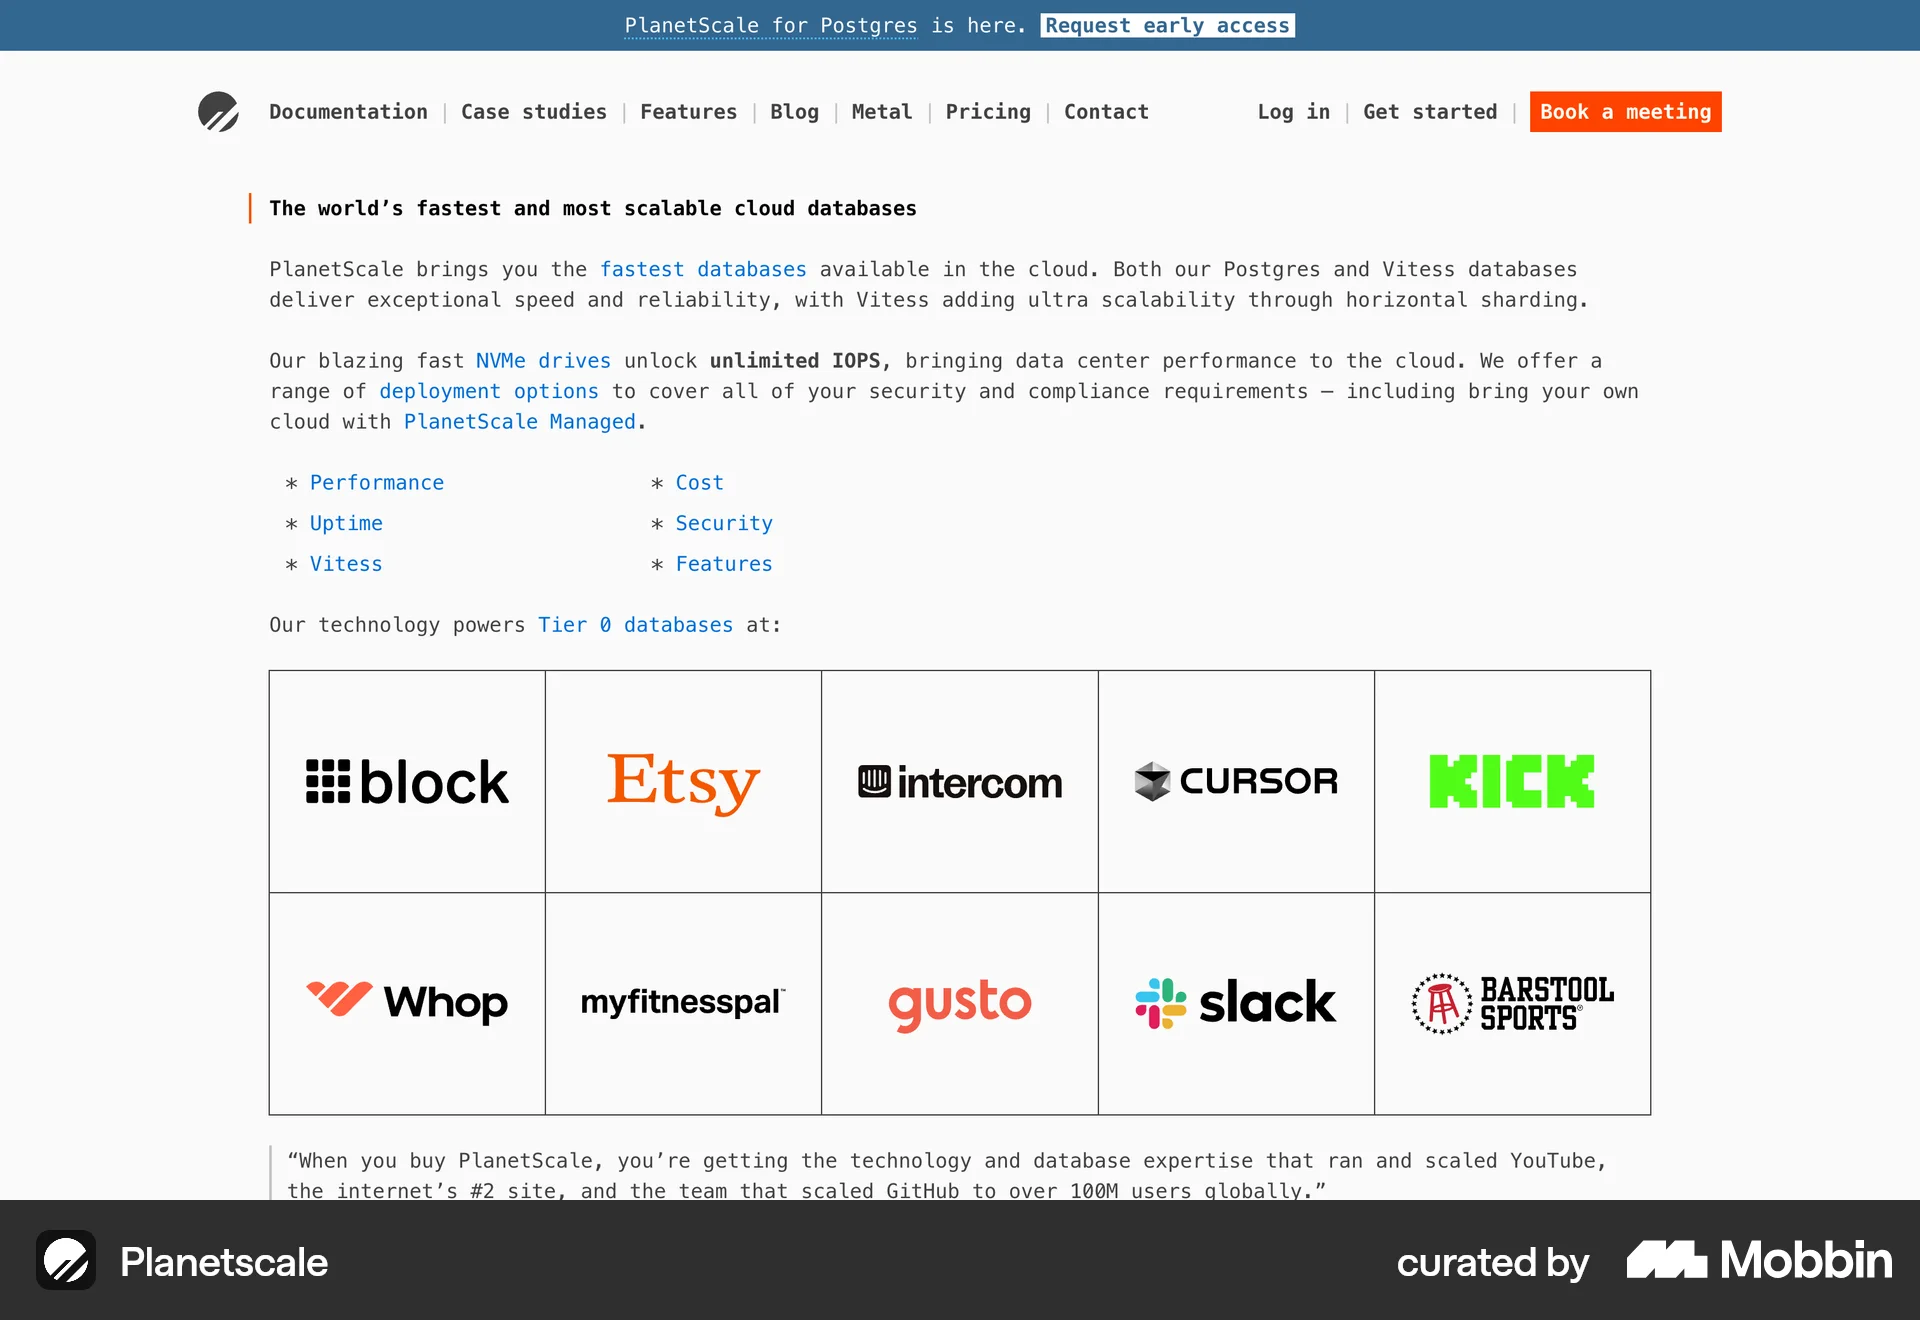 PlanetScale for Postgres is here. Request early access
Documentation | Case studies | Features | Blog | Metal | Pricing | Contact
Log in | Get started | Book a meeting
The world’s fastest and most scalable cloud databases
PlanetScale brings you the fastest databases available in the cloud. Both our Postgres and Vitess databases
deliver exceptional speed and reliability, with Vitess adding ultra scalability through horizontal sharding.
Our blazing fast NVMe drives unlock unlimited IOPS, bringing data center performance to the cloud. We offer a
range of deployment options to cover all of your security and compliance requirements — including bring your own
cloud with PlanetScale Managed.
* Performance
* Uptime
* Vitess
* Cost
* Security
* Features
Our technology powers Tier 0 databases at:
block
Etsy
intercom
CURSOR
KICK
Whop
myfitnesspal™
gusto
slack
BARSTOOL
SPORTS®
“When you buy PlanetScale, you’re getting the technology and database expertise that ran and scaled YouTube,
the internet’s #2 site, and the team that scaled GitHub to over 100M users globally.”
Planetscale
curated by Mobbin